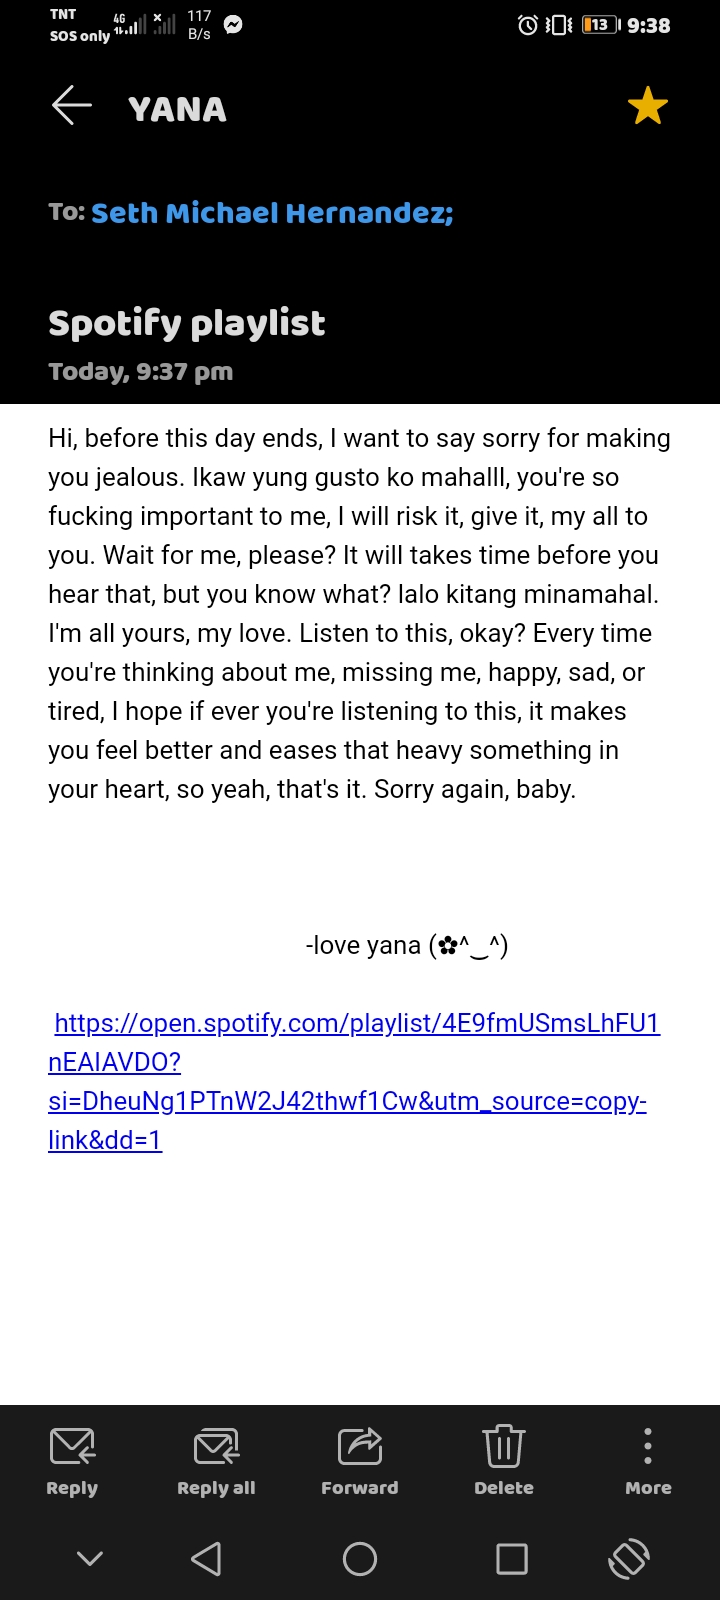 TNT 4G 117 9:38
SOS only B/s 13
YANA
To: Seth Michael Hernandez;
Spotify playlist
Today, 9:37 pm
Hi, before this day ends, I want to say sorry for making
you jealous. Ikaw yung gusto ko mahalll, you're so
fucking important to me, I will risk it, give it, my all to
you. Wait for me, please? It will takes time before you
hear that, but you know what? lalo kitang minamahal.
I'm all yours, my love. Listen to this, okay? Every time
you're thinking about me, missing me, happy, sad, or
tired, I hope if ever you're listening to this, it makes
you feel better and eases that heavy something in
your heart, so yeah, that's it. Sorry again, baby.
-love yana (✿^‿^)
https://open.spotify.com/playlist/4E9fmUSmsLhFU1
nEAIAVDO?
si=DheuNg1PTnW2J42thwf1Cw&utm_source=copy-
link&dd=1
Reply Reply all Forward Delete More